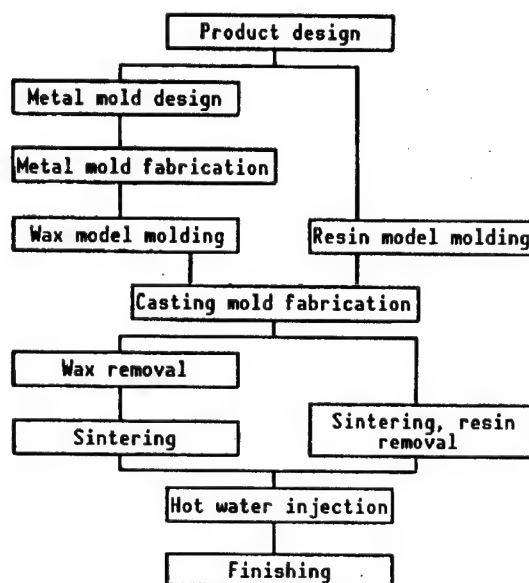 Product design
Metal mold design
Metal mold fabrication
Wax model molding
Resin model molding
Casting mold fabrication
Wax removal
Sintering
Sintering, resin
removal
Hot water injection
Finishing